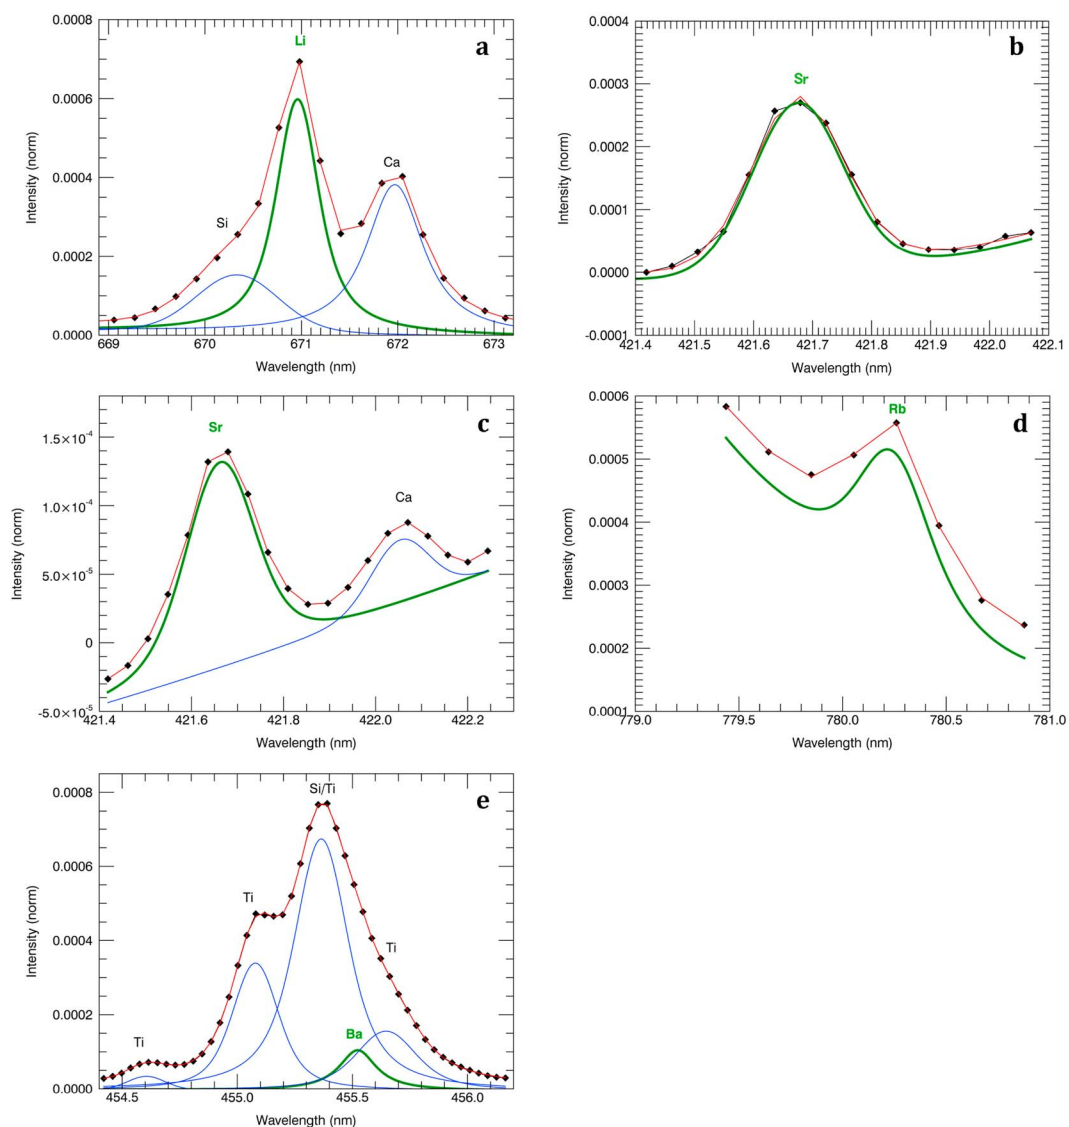 a
Li
Si
Ca
Intensity (norm)
0.0008
0.0006
0.0004
0.0002
0.0000
669 670 671 672 673
Wavelength (nm)
b
Sr
Intensity (norm)
0.0004
0.0003
0.0002
0.0001
0.0000
-0.0001
421.4 421.5 421.6 421.7 421.8 421.9 422.0 422.1
Wavelength (nm)
c
Sr
Ca
Intensity (norm)
1.5×10⁻⁴
1.0×10⁻⁴
5.0×10⁻⁵
0
-5.0×10⁻⁵
421.4 421.6 421.8 422.0 422.2
Wavelength (nm)
d
Rb
Intensity (norm)
0.0006
0.0005
0.0004
0.0003
0.0002
0.0001
779.0 779.5 780.0 780.5 781.0
Wavelength (nm)
e
Si/Ti
Ti
Ti
Ba
Ti
Intensity (norm)
0.0008
0.0006
0.0004
0.0002
0.0000
454.5 455.0 455.5 456.0
Wavelength (nm)